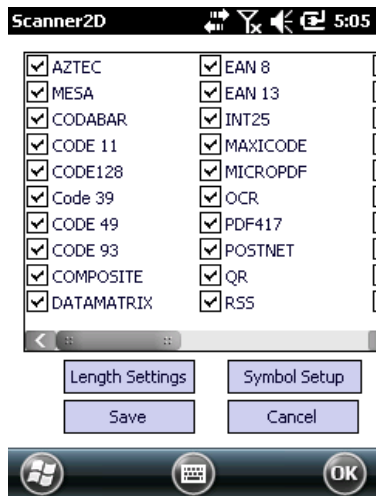 Scanner2D 5:05
AZTEC EAN 8
MESA EAN 13
CODABAR INT25
CODE 11 MAXICODE
CODE128 MICROPDF
Code 39 OCR
CODE 49 PDF417
CODE 93 POSTNET
COMPOSITE QR
DATAMATRIX RSS
Length Settings Symbol Setup
Save Cancel
OK